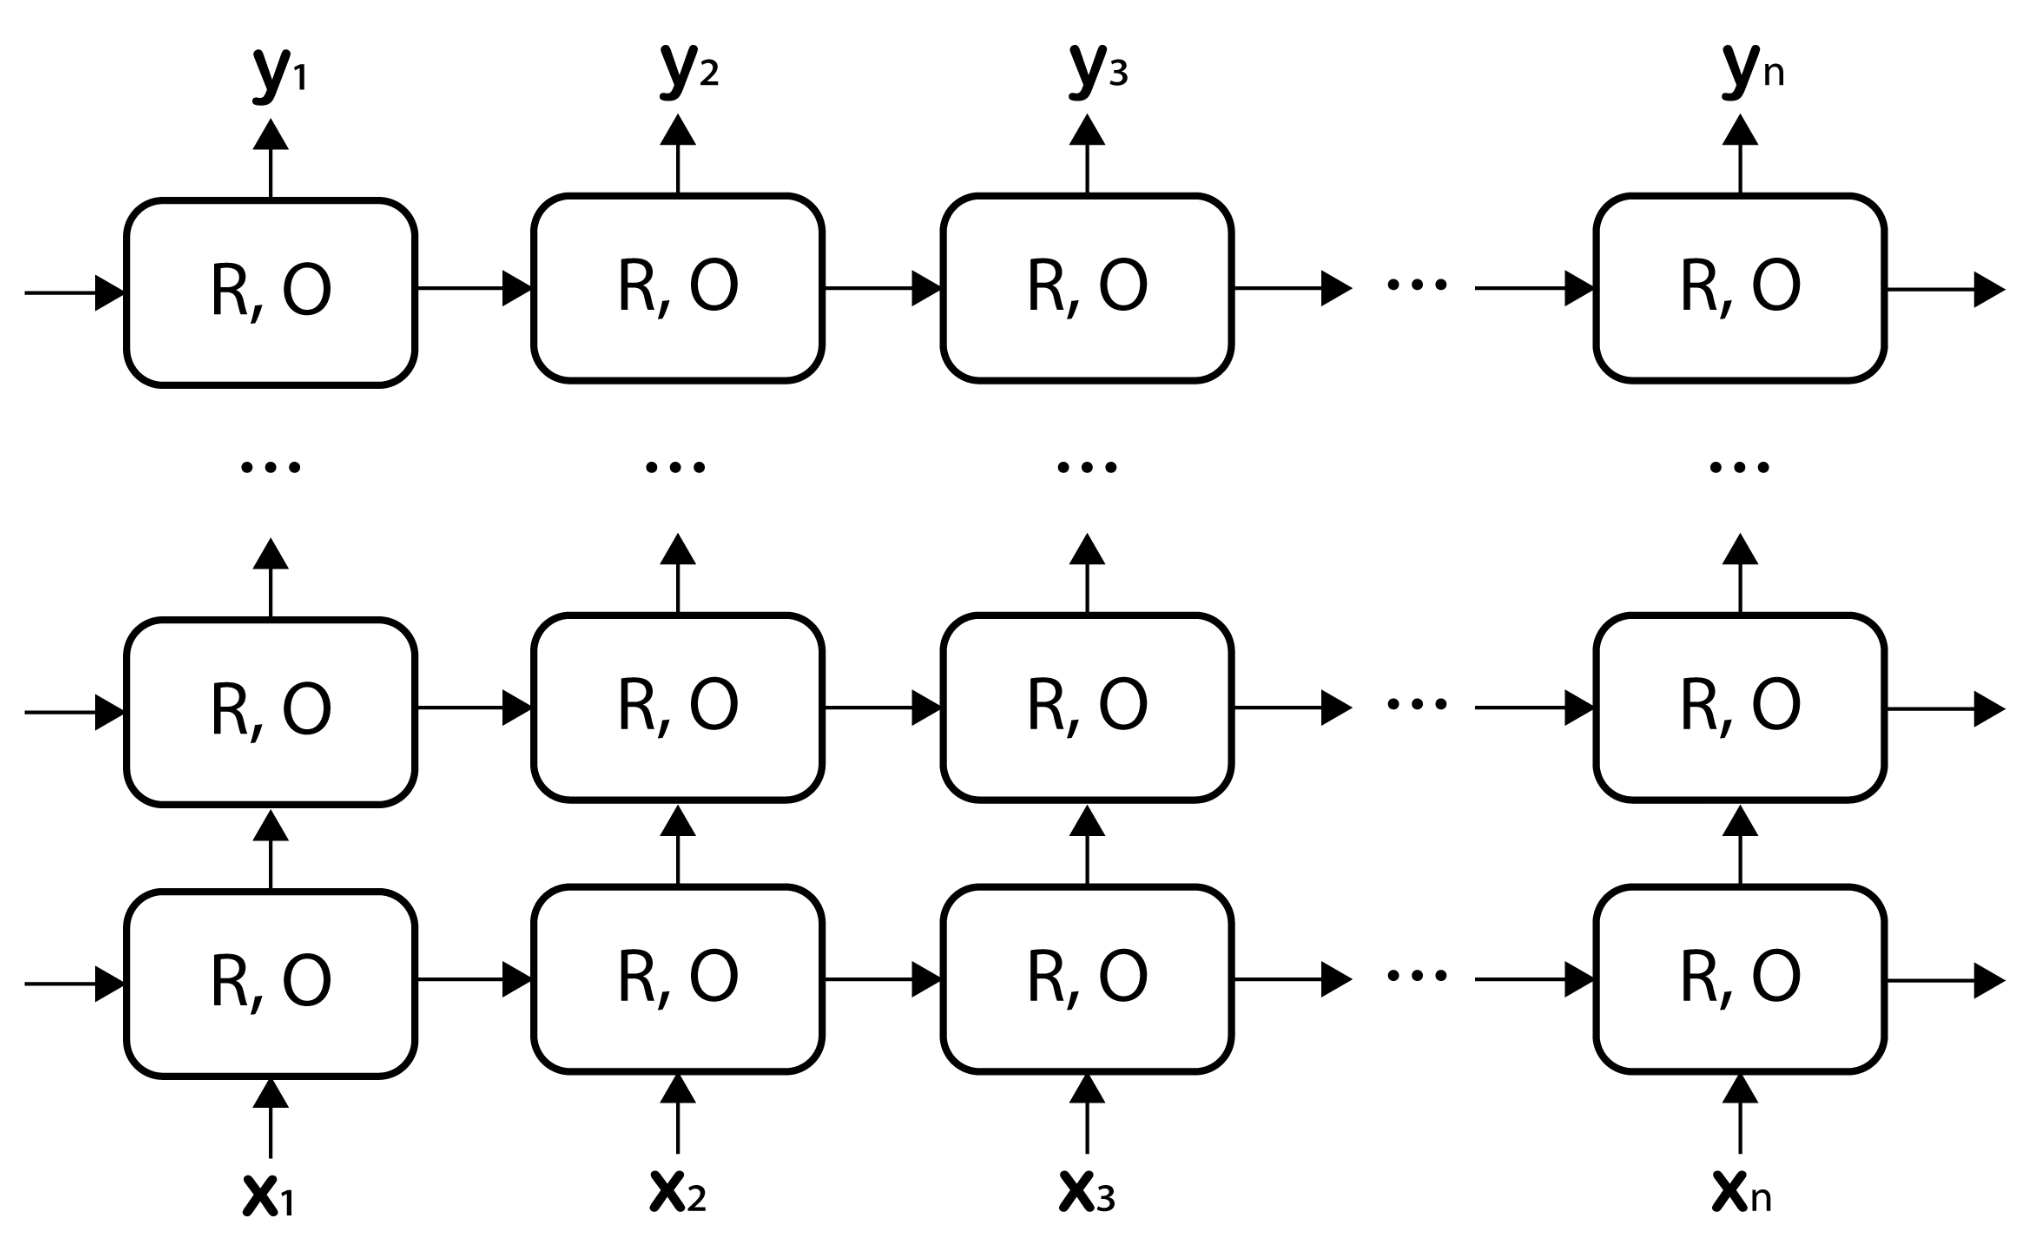 y1 y2 y3 yn
R, O R, O R, O ... R, O
... ... ... ...
R, O R, O R, O ... R, O
R, O R, O R, O ... R, O
x1 x2 x3 xn